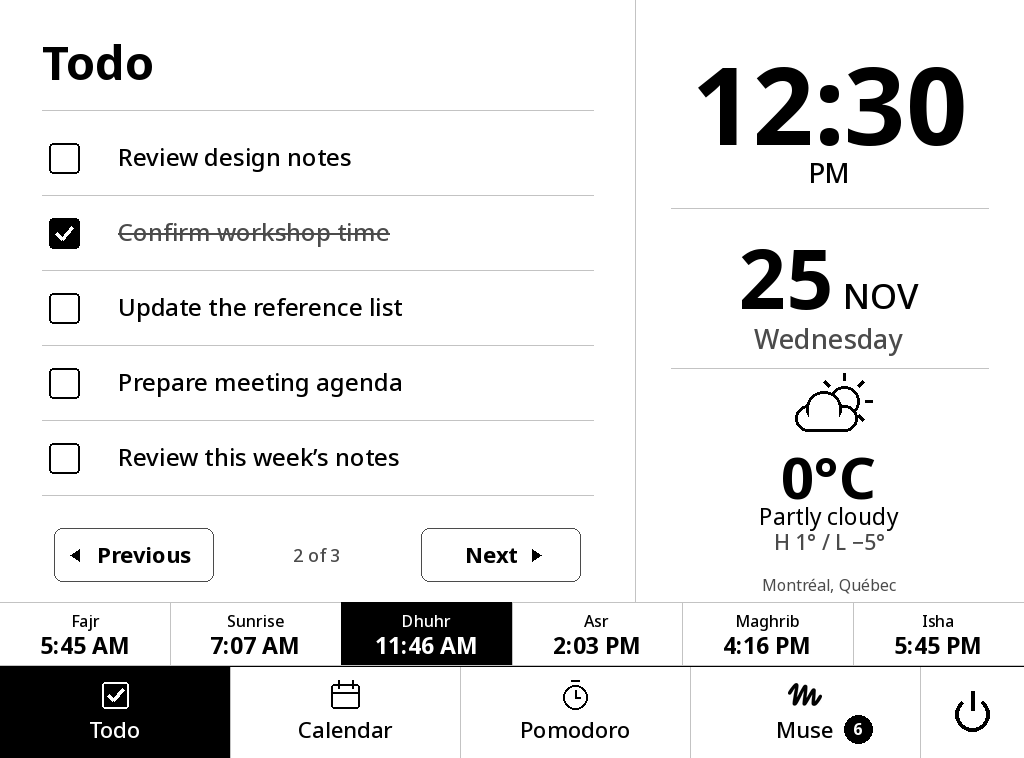 Todo
Review design notes
Confirm workshop time
Update the reference list
Prepare meeting agenda
Review this week’s notes
Previous
2 of 3
Next
12:30
PM
25 NOV
Wednesday
0°C
Partly cloudy
H 1° / L −5°
Montréal, Québec
Fajr
5:45 AM
Sunrise
7:07 AM
Dhuhr
11:46 AM
Asr
2:03 PM
Maghrib
4:16 PM
Isha
5:45 PM
Todo
Calendar
Pomodoro
Muse 6